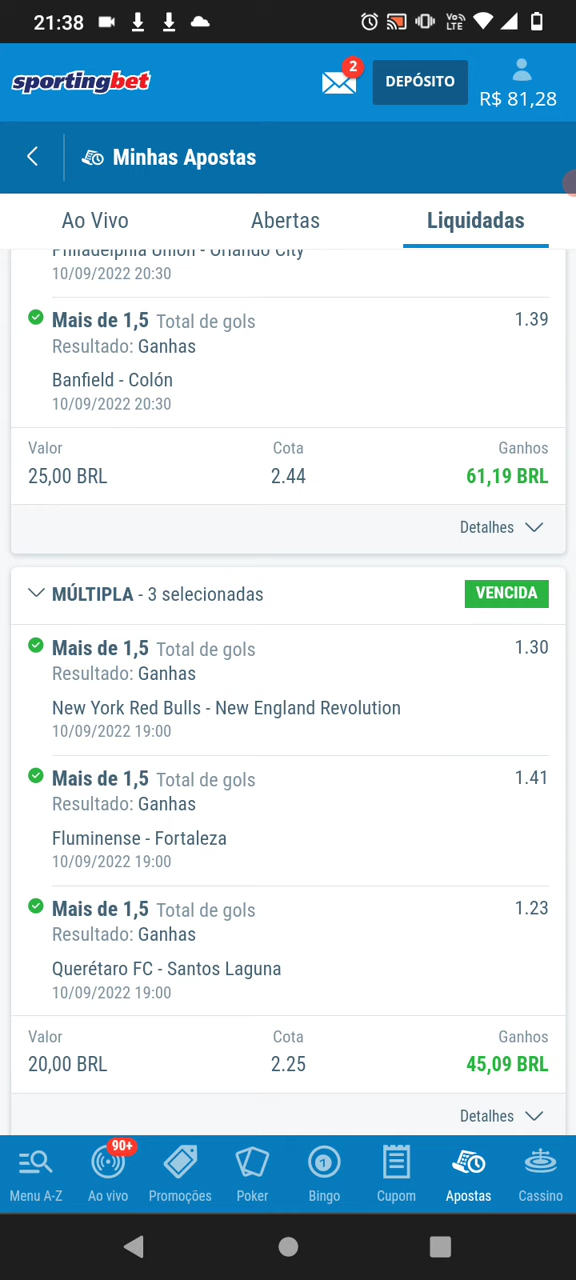 21:38
Vo LTE
sportingbet
2
DEPÓSITO
R$ 81,28
Minhas Apostas
Ao Vivo Abertas Liquidadas
Philadelphia Union - Orlando City
10/09/2022 20:30
Mais de 1,5 Total de gols 1.39
Resultado: Ganhas
Banfield - Colón
10/09/2022 20:30
Valor Cota Ganhos
25,00 BRL 2.44 61,19 BRL
Detalhes
MÚLTIPLA - 3 selecionadas VENCIDA
Mais de 1,5 Total de gols 1.30
Resultado: Ganhas
New York Red Bulls - New England Revolution
10/09/2022 19:00
Mais de 1,5 Total de gols 1.41
Resultado: Ganhas
Fluminense - Fortaleza
10/09/2022 19:00
Mais de 1,5 Total de gols 1.23
Resultado: Ganhas
Querétaro FC - Santos Laguna
10/09/2022 19:00
Valor Cota Ganhos
20,00 BRL 2.25 45,09 BRL
Detalhes
90+
1
Menu A-Z Ao vivo Promoções Poker Bingo Cupom Apostas Cassino